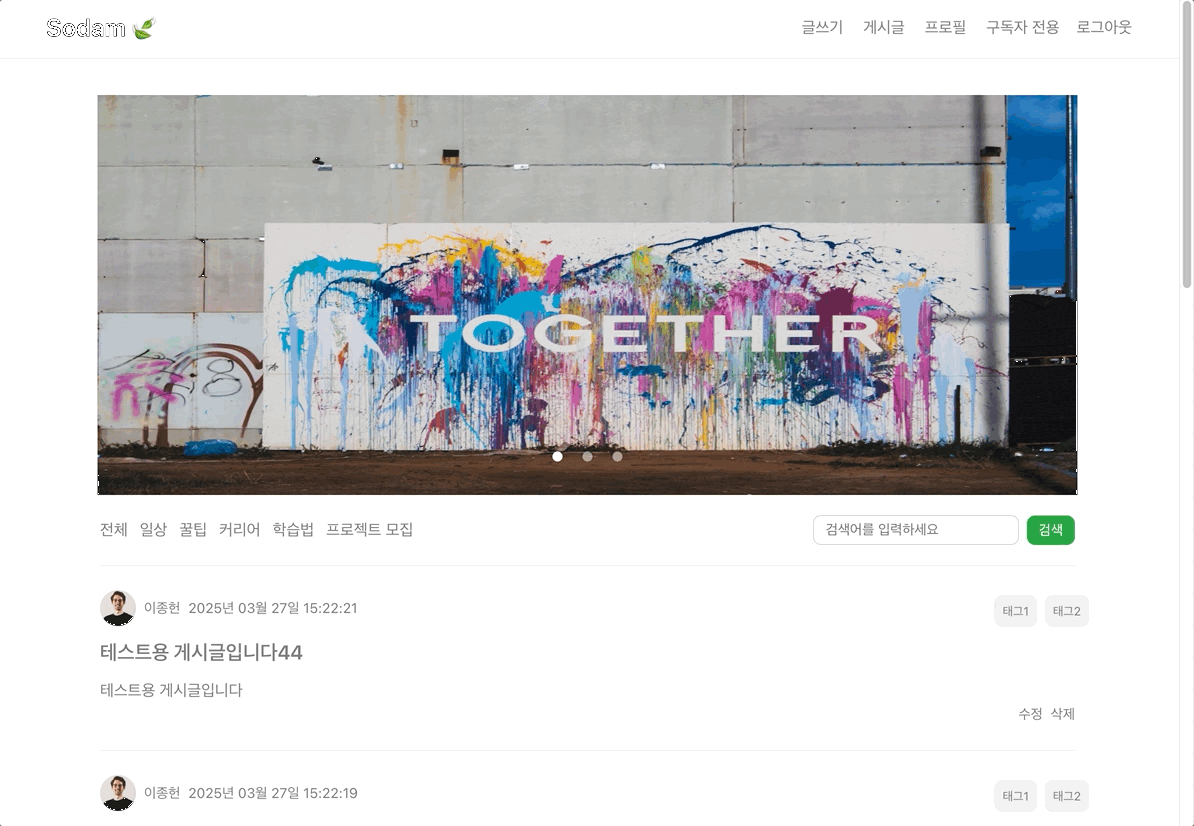 Sodam
글쓰기 게시글 프로필 구독자 전용 로그아웃
TOGETHER
전체 일상 꿀팁 커리어 학습법 프로젝트 모집
검색어를 입력하세요 검색
이종헌 2025년 03월 27일 15:22:21 태그1 태그2
테스트용 게시글입니다44
테스트용 게시글입니다
수정 삭제
이종헌 2025년 03월 27일 15:22:19 태그1 태그2